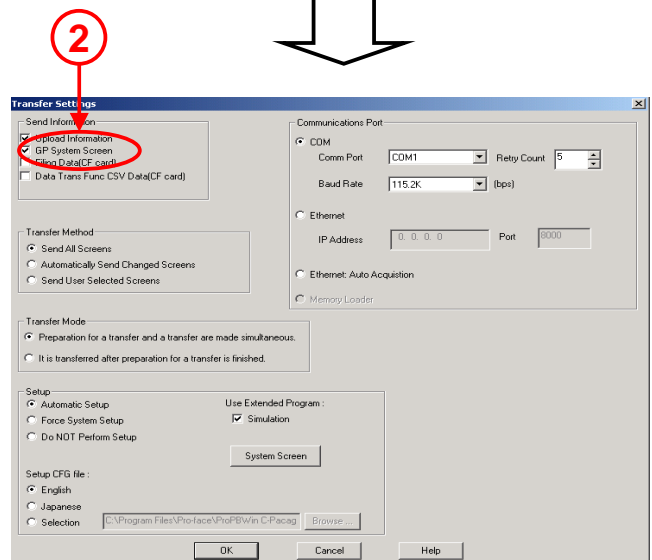 2
Transfer Settings
Send Information
Upload Information
GP System Screen
Filing Data(CF card)
Data Trans Func CSV Data(CF card)
Transfer Method
Send All Screens
Automatically Send Changed Screens
Send User Selected Screens
Communications Port
COM
Comm Port COM1 Retry Count 5
Baud Rate 115.2K (bps)
Ethernet
IP Address 0. 0. 0. 0 Port 8000
Ethernet: Auto Acquistion
Memory Loader
Transfer Mode
Preparation for a transfer and a transfer are made simultaneous.
It is transferred after preparation for a transfer is finished.
Setup
Automatic Setup
Force System Setup
Do NOT Perform Setup
Use Extended Program :
Simulation
System Screen
Setup CFG file :
English
Japanese
Selection C:\Program Files\Pro-face\ProPBWin C-Pacag Browse ...
OK Cancel Help